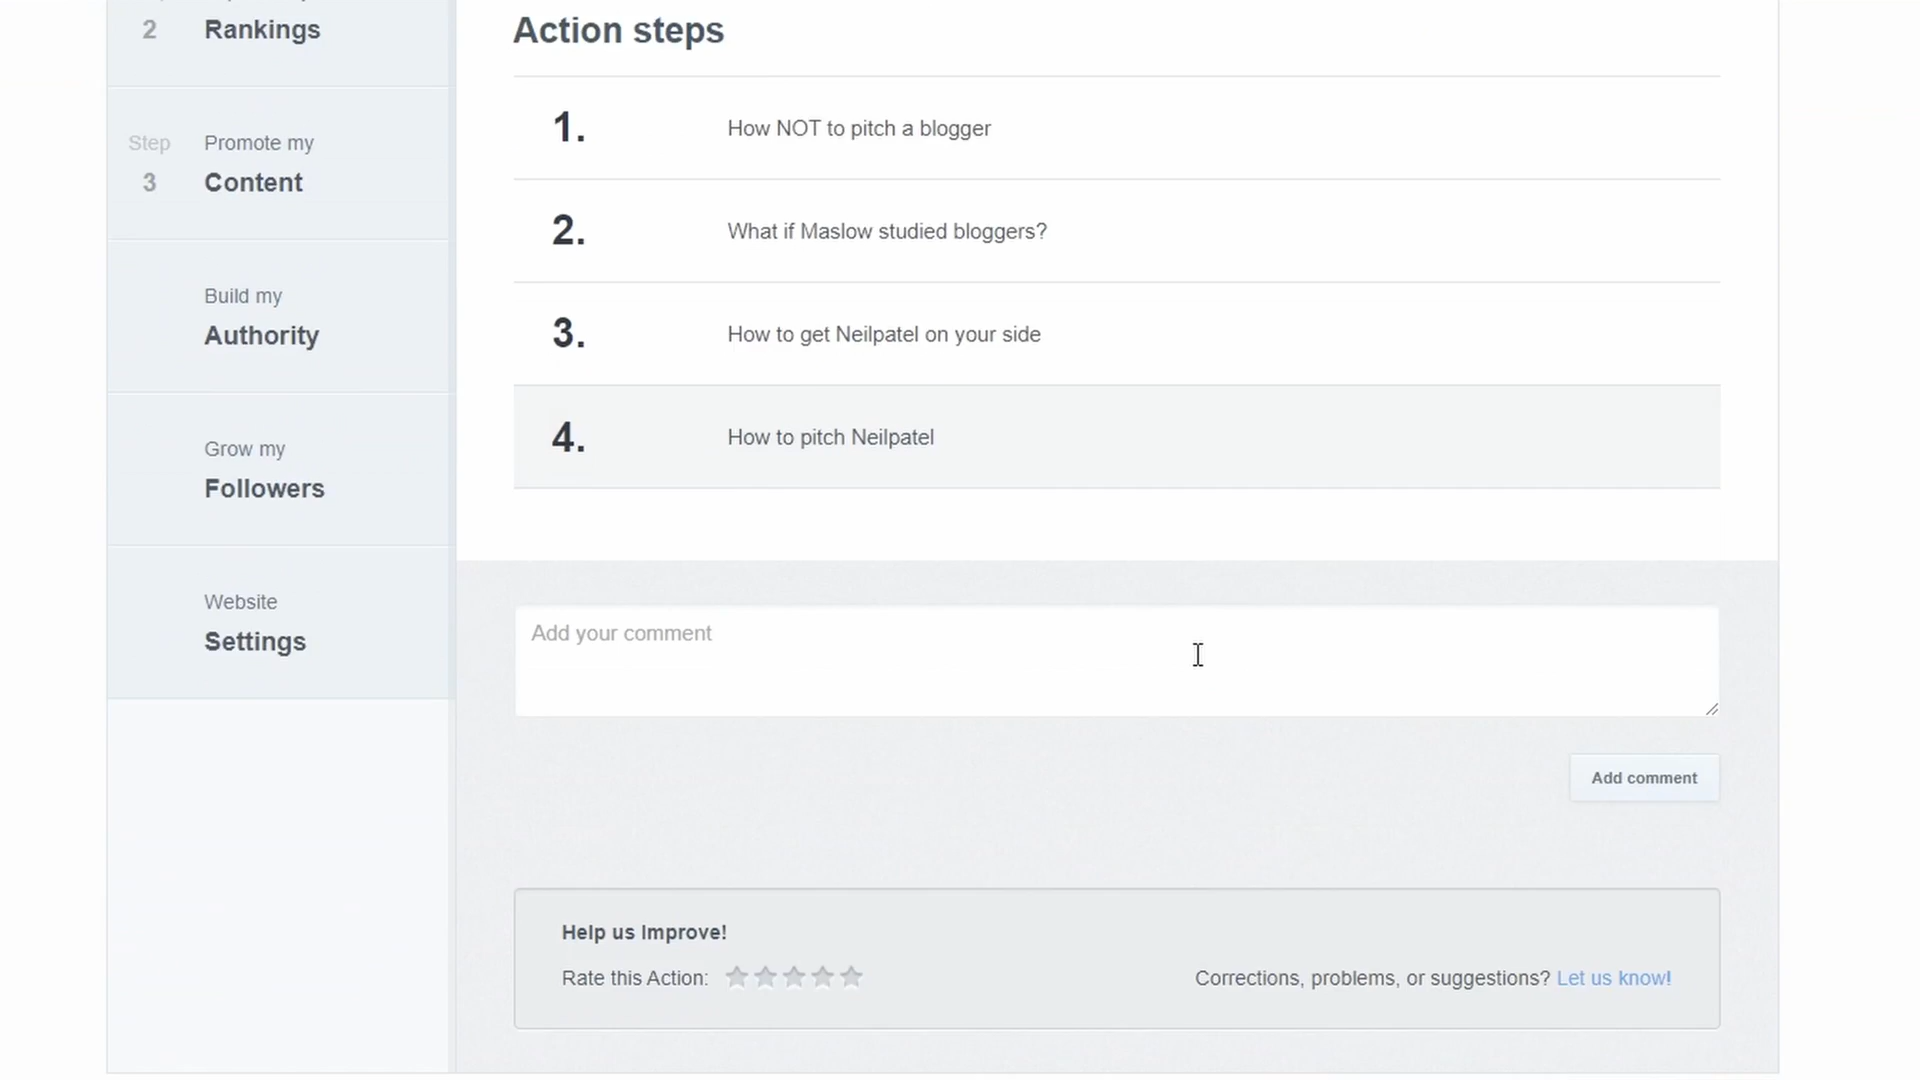 2
Rankings
Step
3
Promote my
Content
Build my
Authority
Grow my
Followers
Website
Settings
Action steps
1. How NOT to pitch a blogger
2. What if Maslow studied bloggers?
3. How to get Neilpatel on your side
4. How to pitch Neilpatel
Add your comment
Add comment
Help us Improve!
Rate this Action:
Corrections, problems, or suggestions? Let us know!